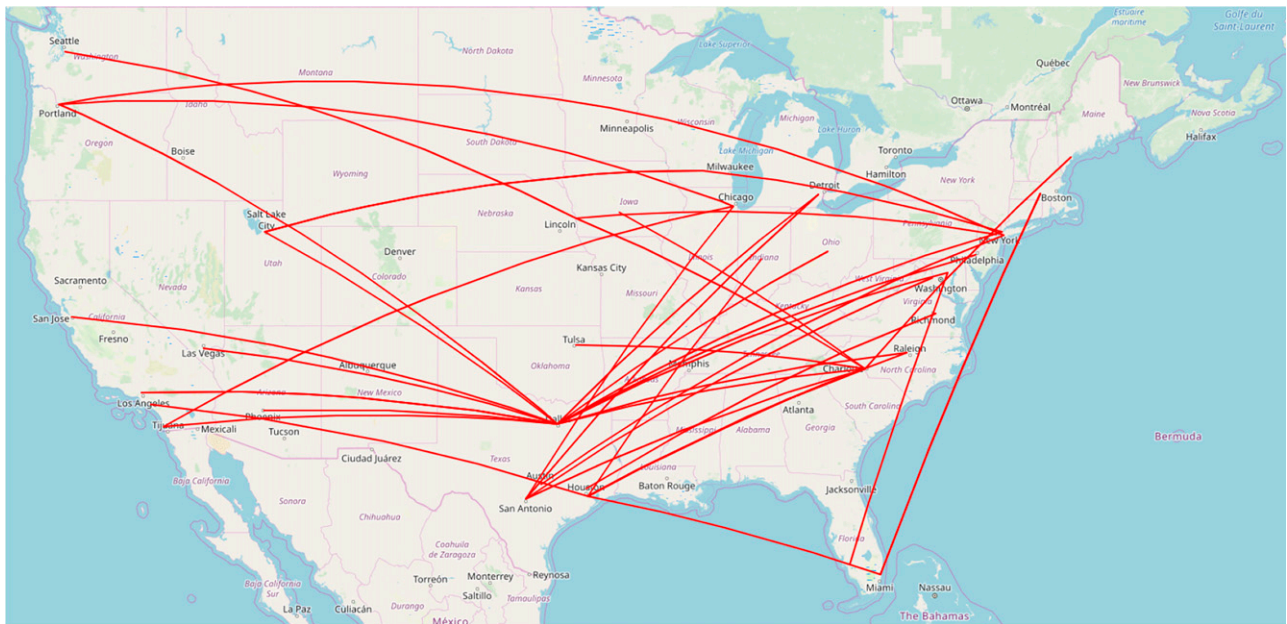 Golfe du
Saint-Laurent
Estuaire
maritime
Seattle
Washington
North Dakota
Lake Superior
Québec
Montana
Minnesota
New Brunswick
Ottawa
Montréal
Idaho
Maine
Nova Scotia
Portland
Minneapolis
Wisconsin
Michigan
Lake Huron
Halifax
Oregon
South Dakota
Toronto
Boise
Lake Michigan
Hamilton
Wyoming
Milwaukee
New York
Detroit
Chicago
Boston
Iowa
Salt Lake
City
Nebraska
Lincoln
Pennsylvania
New York
Ohio
Denver
Illinois
Indiana
Philadelphia
Utah
Sacramento
Kansas City
Colorado
West Virginia
Nevada
Kansas
Missouri
Washington
Kentucky
Virginia
San Jose
California
Richmond
Fresno
Tulsa
Las Vegas
Raleigh
Albuquerque
Oklahoma
Memphis
North Carolina
Arizona
New Mexico
Los Angeles
Atlanta
South Carolina
Phoenix
Tijuana
Mexicali
Tucson
Mississippi
Alabama
Georgia
Bermuda
Ciudad Juárez
Texas
Louisiana
Baja California
Austin
Houston
Baton Rouge
Jacksonville
Sonora
San Antonio
Chihuahua
Florida
Coahuila
de Zaragoza
Baja California
Sur
Torreón
Monterrey
Reynosa
Miami
Nassau
Saltillo
Tamaulipas
La Paz
Culiacán
Durango
The Bahamas
México